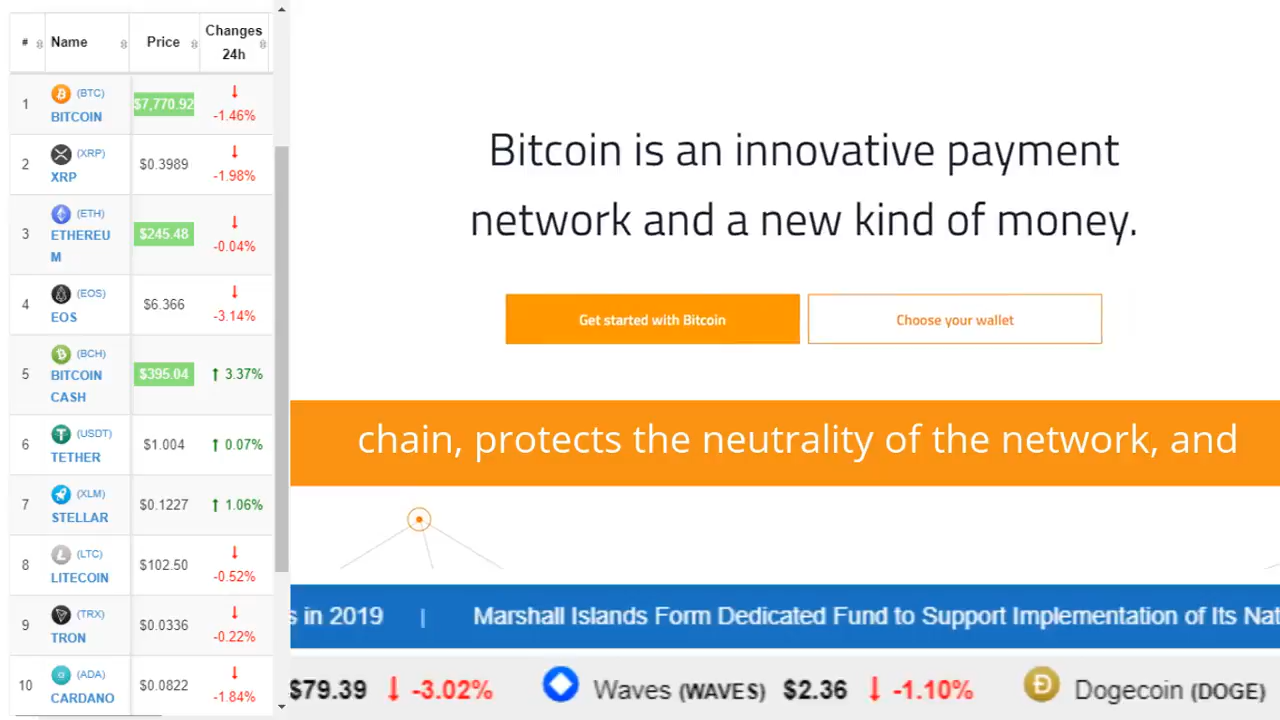 # Name Price Changes 24h
1 (BTC) BITCOIN $7,770.92 ↓ -1.46%
2 (XRP) XRP $0.3989 ↓ -1.98%
3 (ETH) ETHEREUM $245.48 ↓ -0.04%
4 (EOS) EOS $6.366 ↓ -3.14%
5 (BCH) BITCOIN CASH $395.04 ↑ 3.37%
6 (USDT) TETHER $1.004 ↑ 0.07%
7 (XLM) STELLAR $0.1227 ↑ 1.06%
8 (LTC) LITECOIN $102.50 ↓ -0.52%
9 (TRX) TRON $0.0336 ↓ -0.22%
10 (ADA) CARDANO $0.0822 ↓ -1.84%
Bitcoin is an innovative payment
network and a new kind of money.
Get started with Bitcoin Choose your wallet
chain, protects the neutrality of the network, and
s in 2019 | Marshall Islands Form Dedicated Fund to Support Implementation of Its Nat
$79.39 ↓ -3.02% Waves (WAVES) $2.36 ↓ -1.10% Dogecoin (DOGE)